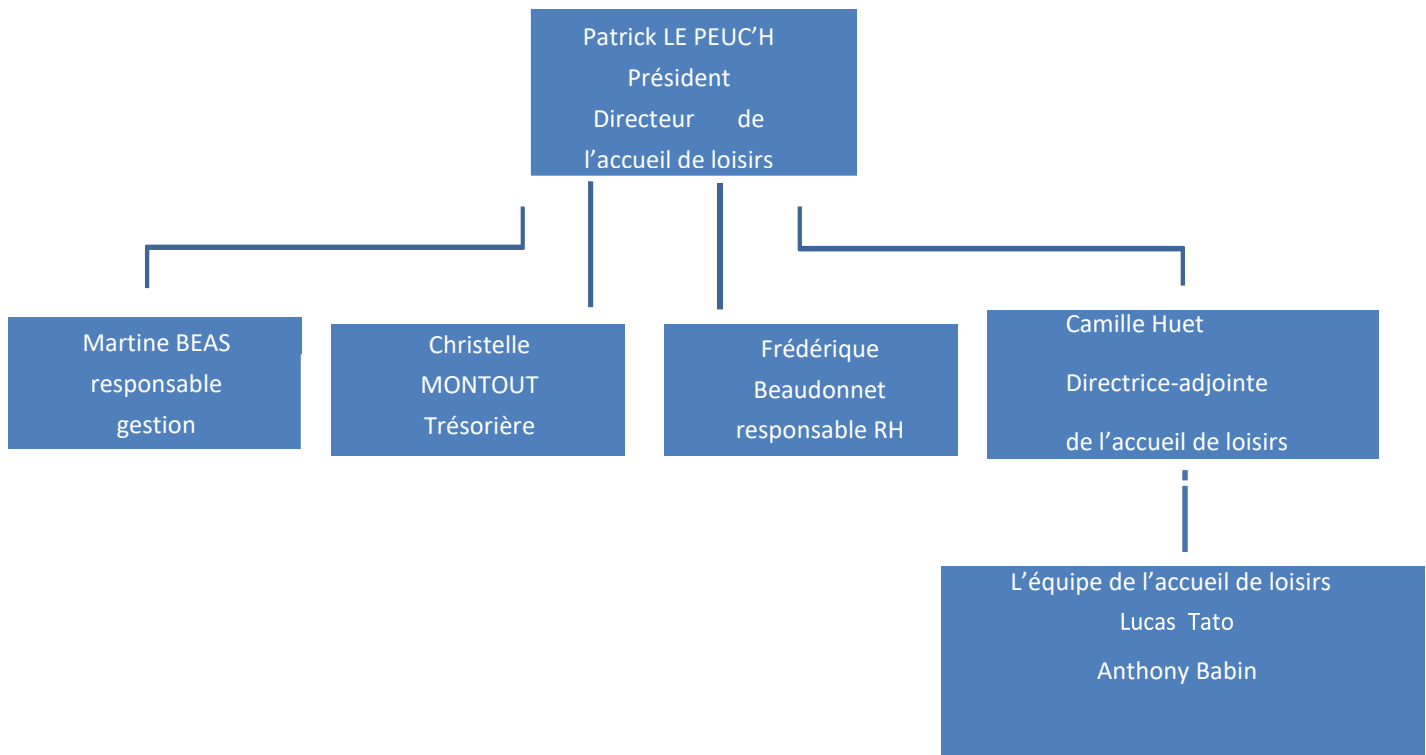 Patrick LE PEUC’H
Président
Directeur de
l’accueil de loisirs
Martine BEAS
responsable
gestion
Christelle
MONTOUT
Trésorière
Frédérique
Beaudonnet
responsable RH
Camille Huet
Directrice-adjointe
de l’accueil de loisirs
L’équipe de l’accueil de loisirs
Lucas Tato
Anthony Babin